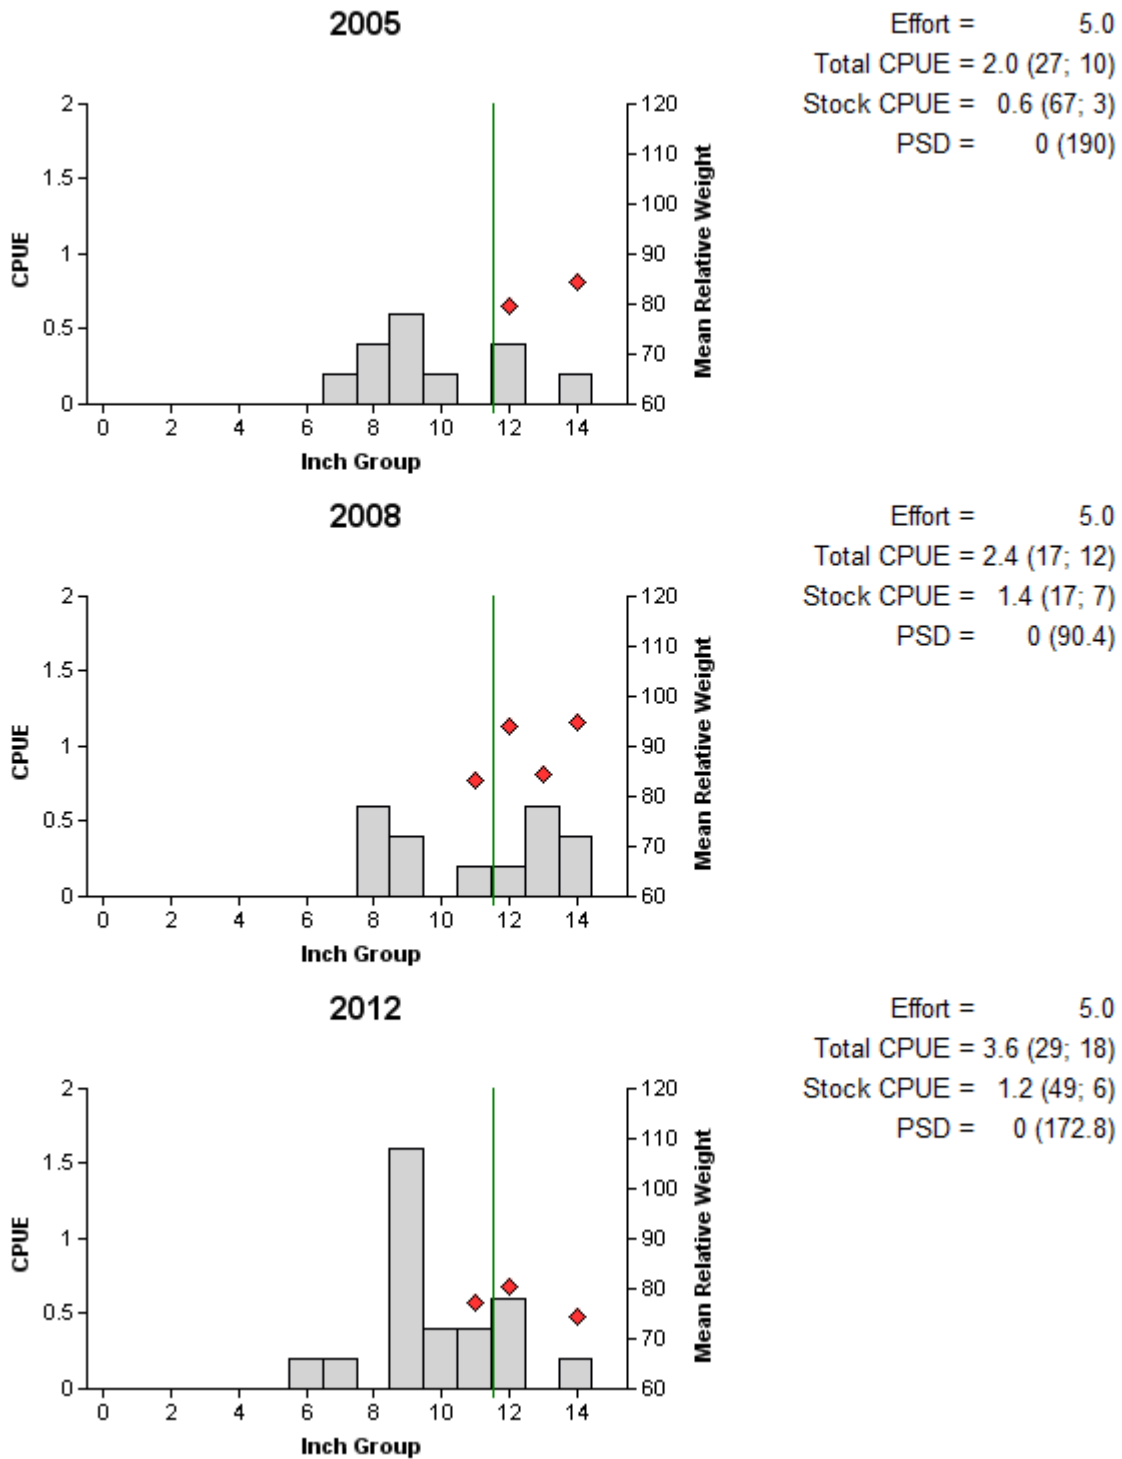 2005
Effort = 5.0
Total CPUE = 2.0 (27; 10)
Stock CPUE = 0.6 (67; 3)
PSD = 0 (190)
2
1.5
1
0.5
0
CPUE
120
110
100
90
80
70
60
Mean Relative Weight
0 2 4 6 8 10 12 14
Inch Group
2008
Effort = 5.0
Total CPUE = 2.4 (17; 12)
Stock CPUE = 1.4 (17; 7)
PSD = 0 (90.4)
2
1.5
1
0.5
0
CPUE
120
110
100
90
80
70
60
Mean Relative Weight
0 2 4 6 8 10 12 14
Inch Group
2012
Effort = 5.0
Total CPUE = 3.6 (29; 18)
Stock CPUE = 1.2 (49; 6)
PSD = 0 (172.8)
2
1.5
1
0.5
0
CPUE
120
110
100
90
80
70
60
Mean Relative Weight
0 2 4 6 8 10 12 14
Inch Group